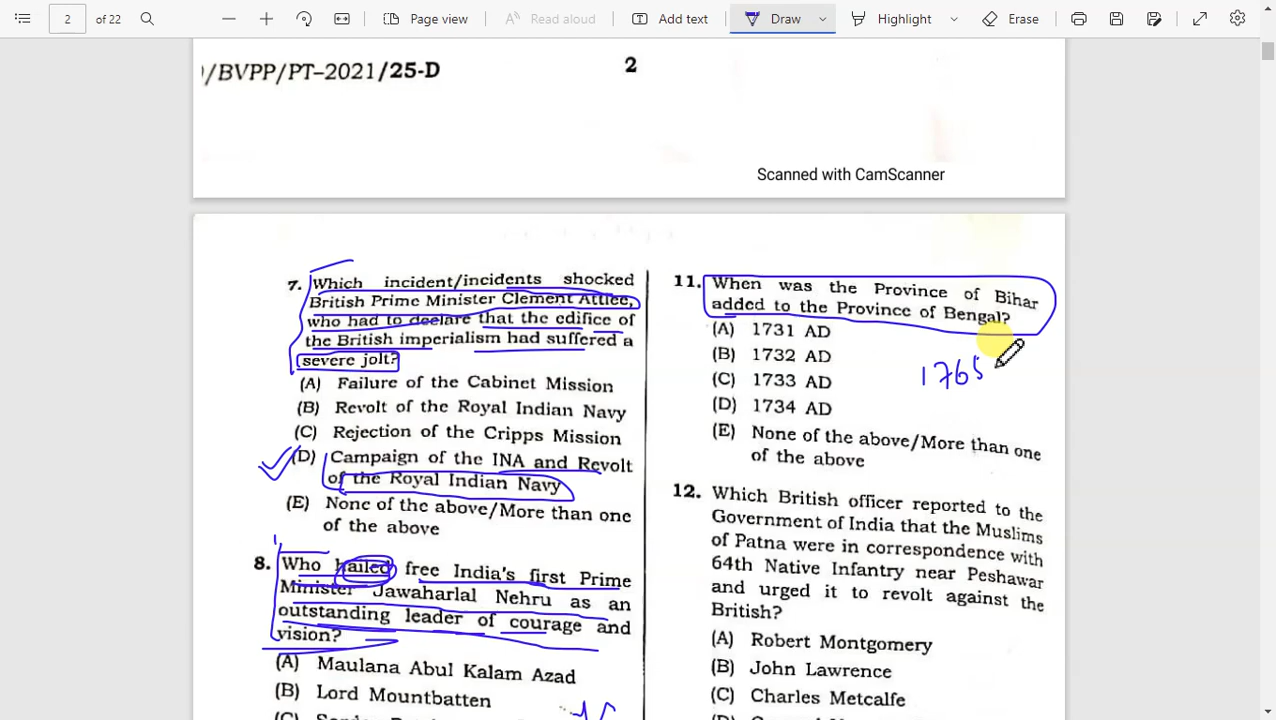 2
of 22
Page view
Read aloud
Add text
Draw
Highlight
Erase
/BVPP/PT–2021/25-D
2
Scanned with CamScanner
7. Which incident/incidents shocked
British Prime Minister Clement Attlee,
who had to declare that the edifice of
the British imperialism had suffered a
severe jolt?
(A) Failure of the Cabinet Mission
(B) Revolt of the Royal Indian Navy
(C) Rejection of the Cripps Mission
(D) Campaign of the INA and Revolt
of the Royal Indian Navy
(E) None of the above/More than one
of the above
8. Who hailed free India's first Prime
Minister Jawaharlal Nehru as an
outstanding leader of courage and
vision?
(A) Maulana Abul Kalam Azad
(B) Lord Mountbatten
11. When was the Province of Bihar
added to the Province of Bengal?
(A) 1731 AD
(B) 1732 AD
(C) 1733 AD
(D) 1734 AD
1765
(E) None of the above/More than one
of the above
12. Which British officer reported to the
Government of India that the Muslims
of Patna were in correspondence with
64th Native Infantry near Peshawar
and urged it to revolt against the
British?
(A) Robert Montgomery
(B) John Lawrence
(C) Charles Metcalfe